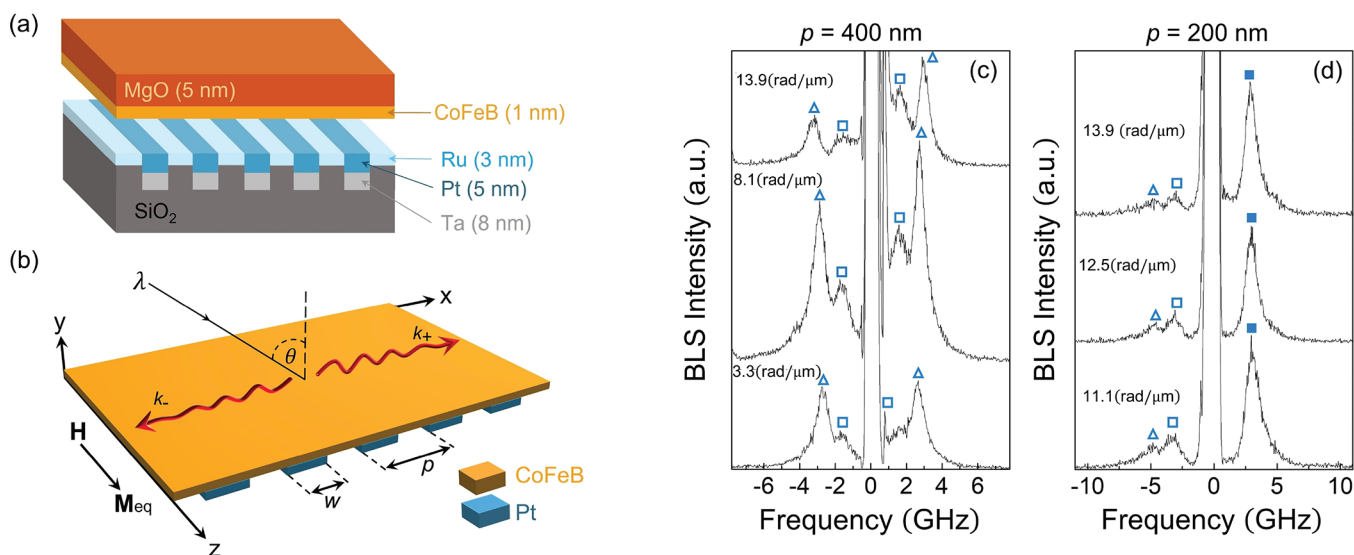 (a)
MgO (5 nm)
CoFeB (1 nm)
Ru (3 nm)
Pt (5 nm)
SiO₂
Ta (8 nm)
(b)
λ
x
y
θ
k₊
k₋
H
p
w
CoFeB
Pt
M_eq
z
p = 400 nm
(c)
13.9(rad/μm)
8.1(rad/μm)
3.3(rad/μm)
BLS Intensity (a.u.)
-6 -4 -2 0 2 4 6
Frequency (GHz)
p = 200 nm
(d)
13.9 (rad/μm)
12.5(rad/μm)
11.1(rad/μm)
BLS Intensity (a.u.)
-10 -5 0 5 10
Frequency (GHz)